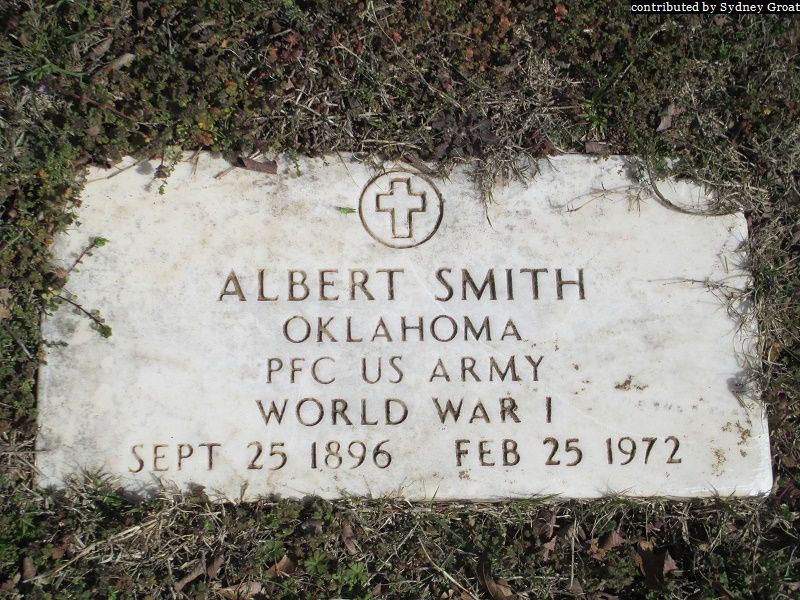 contributed by Sydney Groat
ALBERT SMITH
OKLAHOMA
PFC US ARMY
WORLD WAR I
SEPT 25 1896 FEB 25 1972